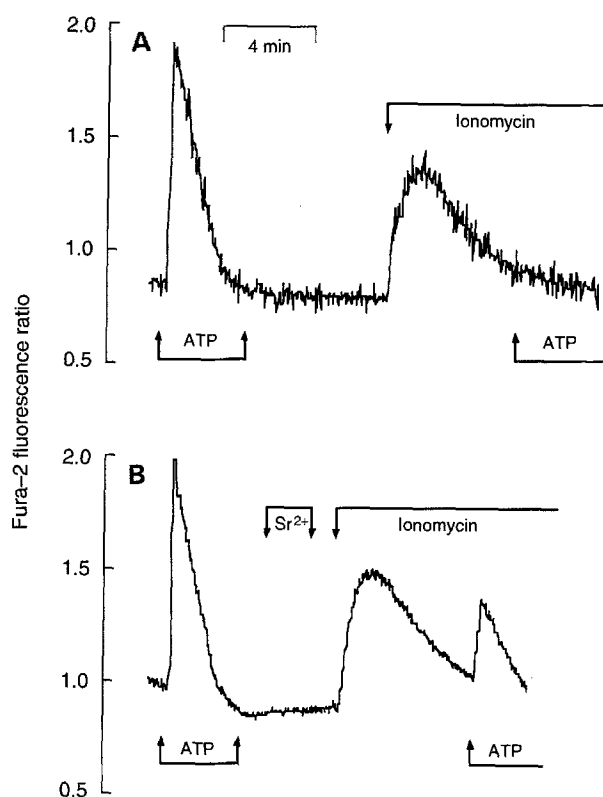 A
4 min
2.0
1.5
1.0
0.5
Ionomycin
ATP
ATP
Fura–2 fluorescence ratio
B
2.0
1.5
1.0
0.5
Sr²⁺
Ionomycin
ATP
ATP